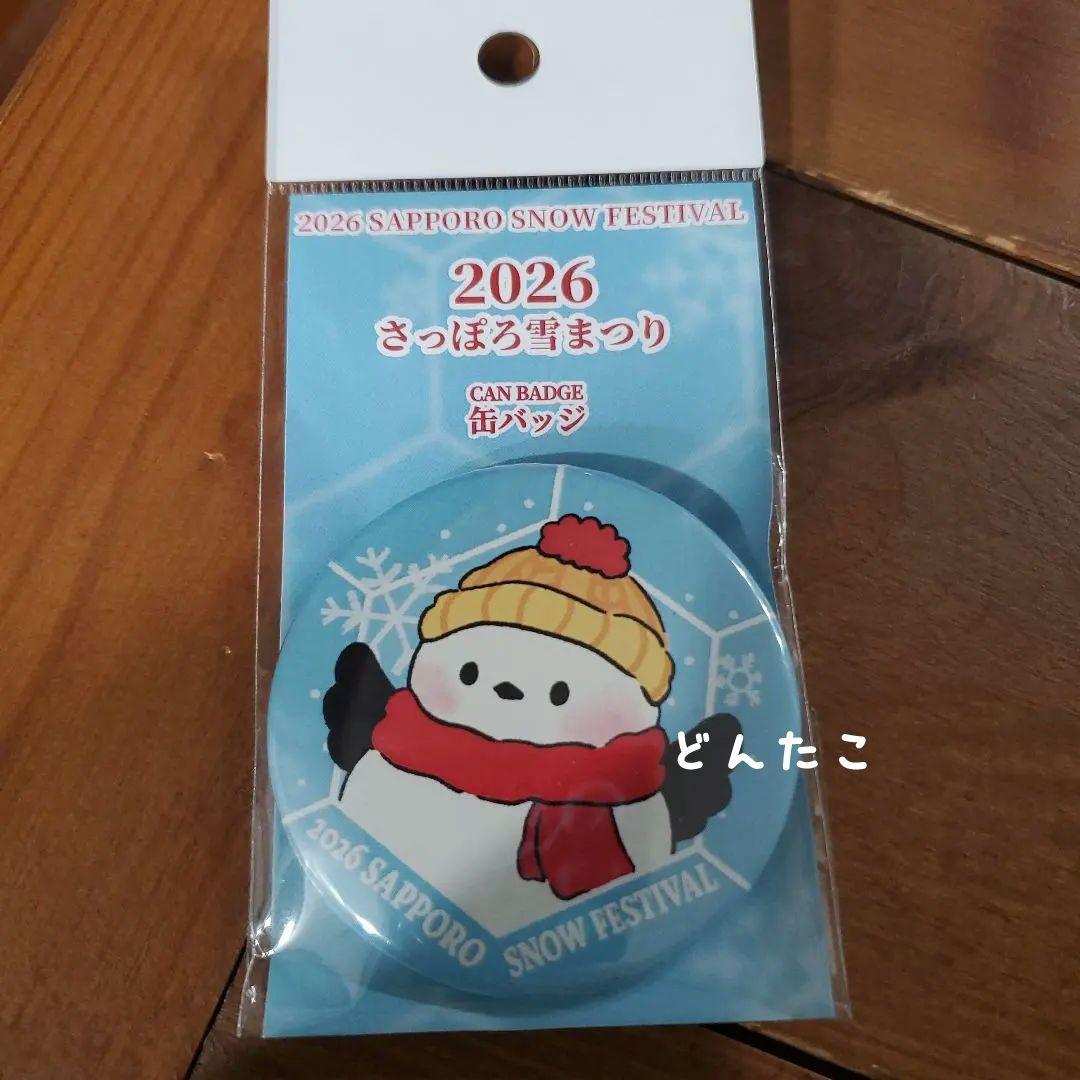 2026 SAPPORO SNOW FESTIVAL
2026
さっぽろ雪まつり
CAN BADGE
缶バッジ
どんたこ
2026 SAPPORO
SNOW FESTIVAL